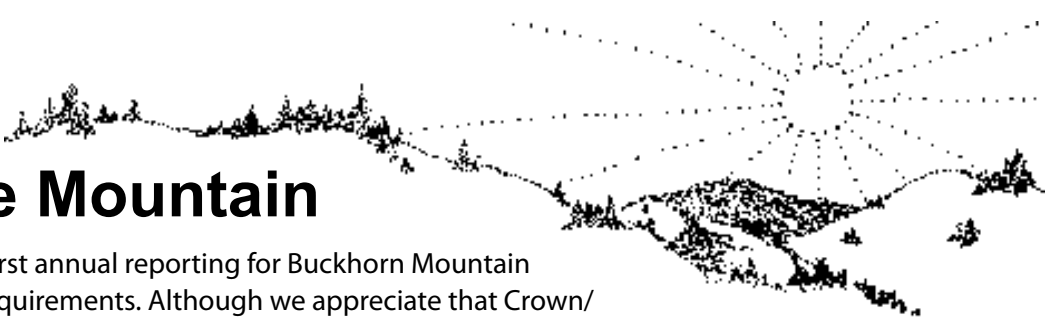 e Mountain
rst annual reporting for Buckhorn Mountain
quirements. Although we appreciate that Crown/